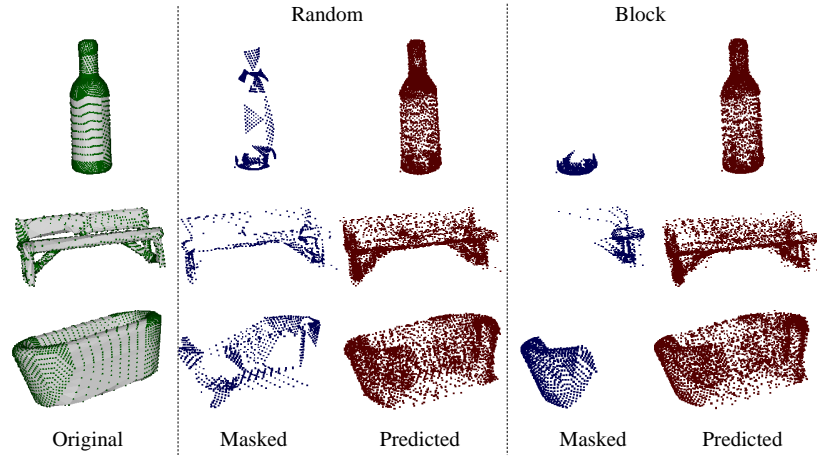 Random
Block
Original
Masked
Predicted
Masked
Predicted